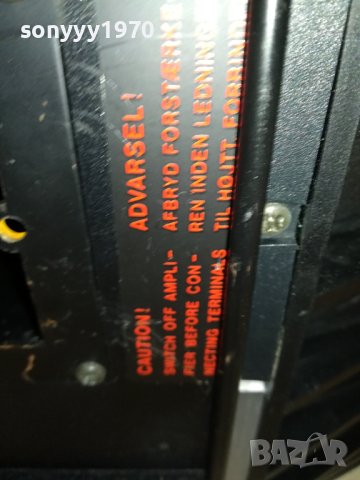 sonyyy1970
ADVARSEL!
AFBRYD FORSTÆRKE
REN INDEN LEDNING
TIL HØJTT. FORBIND
CAUTION!
SWITCH OFF AMPLI-
FIER BEFORE CON-
NECTING TERMINALS
BAZAR